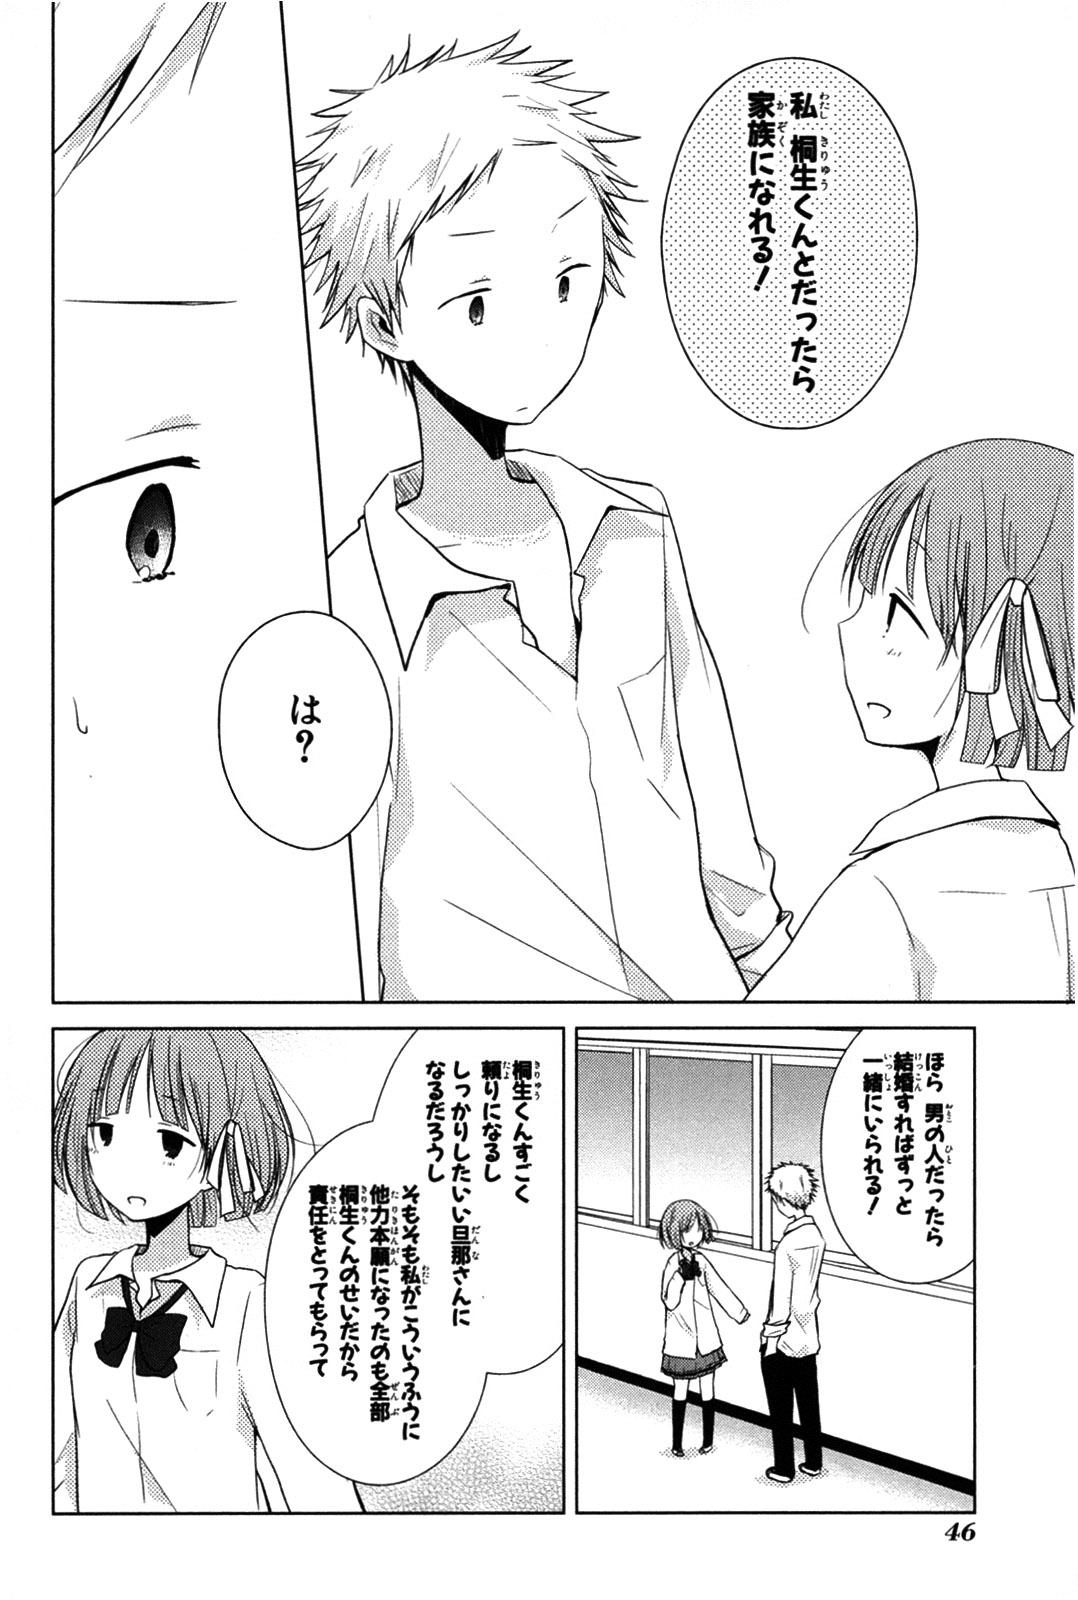 私 桐生くんとだったら
家族になれる!
は?
ほら 男の人だったら
結婚すればずっと
一緒にいられる!
桐生くんすごく
頼りになるし
しっかりしたいい旦那さんに
なるだろうし
そもそも私がこういうふうに
他力本願になったのも全部
桐生くんのせいだから
責任をとってもらって
46